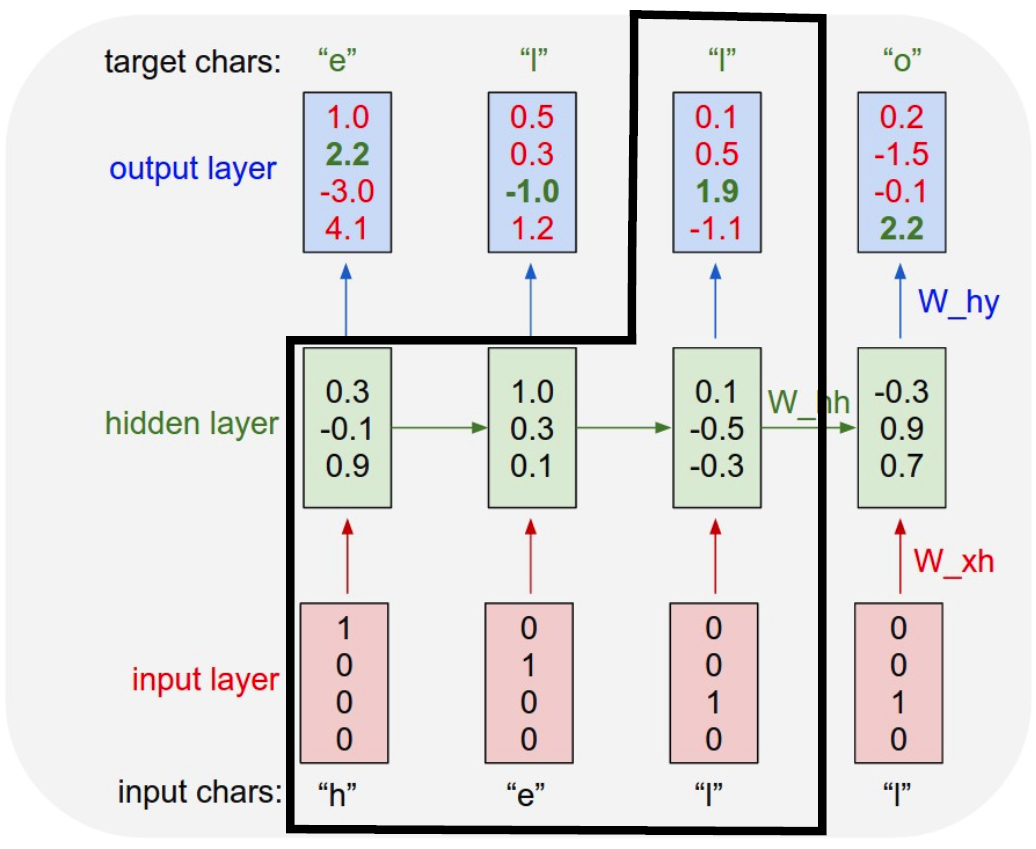 target chars: “e” “l” “l” “o”
output layer
1.0 0.5 0.1 0.2
2.2 0.3 0.5 -1.5
-3.0 -1.0 1.9 -0.1
4.1 1.2 -1.1 2.2
W_hy
hidden layer
0.3 1.0 0.1 -0.3
-0.1 0.3 -0.5 0.9
0.9 0.1 -0.3 0.7
W_hh
W_xh
input layer
1 0 0 0
0 1 0 0
0 0 1 1
0 0 0 0
input chars: “h” “e” “l” “l”